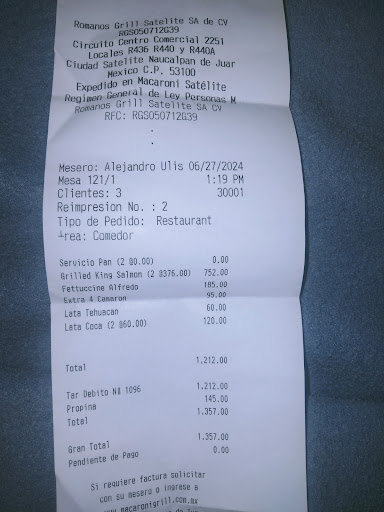 Romanos Grill Satelite SA de CV
RGS050712G39
Circuito Centro Comercial 2251
Locales R436 R440 y R440A
Ciudad Satelite Naucalpan de Juar
Mexico C.P. 53100
Expedido en Macaroni Satélite
Regimen General de Ley Personas M
Romanos Grill Satelite SA CV
RFC: RGS050712G39
.
.
Mesero: Alejandro Ulis 06/27/2024
Mesa 121/1 1:19 PM
Clientes: 3 30001
Reimpresion No. : 2
Tipo de Pedido: Restaurant
┴rea: Comedor
Servicio Pan (2 @0.00) 0.00
Grilled King Salmon (2 @376.00) 752.00
Fettuccine Alfredo 185.00
Extra 4 Camaron 95.00
Lata Tehuacan 60.00
Lata Coca (2 @60.00) 120.00
Total 1,212.00
Tar Debito N@ 1096 1,212.00
Propina 145.00
Total 1,357.00
Gran Total 1,357.00
Pendiente de Pago 0.00
Si requiere factura solicitar
con su mesero o ingrese a
www.macaronigrill.com.mx